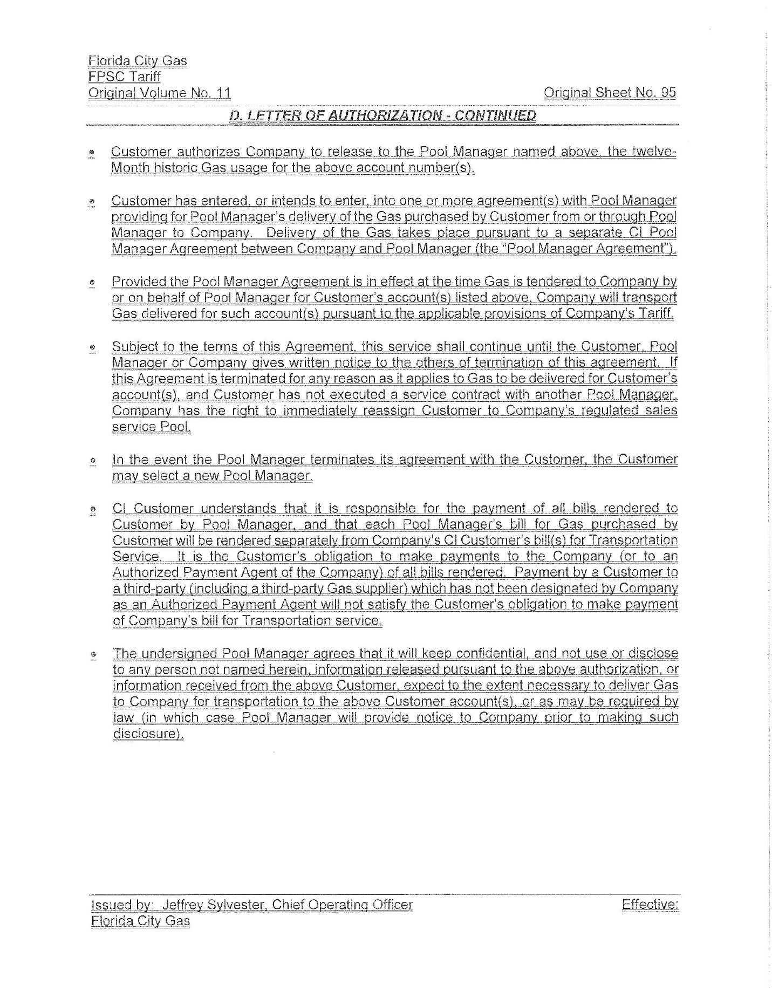 Florida City Gas
FPSC Tariff
Original Volume No. 11 Original Sheet No. 95
D. LETTER OF AUTHORIZATION - CONTINUED
• Customer authorizes Company to release to the Pool Manager named above, the twelve-
Month historic Gas usage for the above account number(s).
• Customer has entered, or intends to enter, into one or more agreement(s) with Pool Manager
providing for Pool Manager's delivery of the Gas purchased by Customer from or through Pool
Manager to Company. Delivery of the Gas takes place pursuant to a separate CI Pool
Manager Agreement between Company and Pool Manager (the “Pool Manager Agreement”).
• Provided the Pool Manager Agreement is in effect at the time Gas is tendered to Company by
or on behalf of Pool Manager for Customer's account(s) listed above, Company will transport
Gas delivered for such account(s) pursuant to the applicable provisions of Company's Tariff.
• Subject to the terms of this Agreement, this service shall continue until the Customer, Pool
Manager or Company gives written notice to the others of termination of this agreement. If
this Agreement is terminated for any reason as it applies to Gas to be delivered for Customer's
account(s), and Customer has not executed a service contract with another Pool Manager,
Company has the right to immediately reassign Customer to Company's regulated sales
service Pool.
• In the event the Pool Manager terminates its agreement with the Customer, the Customer
may select a new Pool Manager.
• CI Customer understands that it is responsible for the payment of all bills rendered to
Customer by Pool Manager, and that each Pool Manager's bill for Gas purchased by
Customer will be rendered separately from Company's CI Customer's bill(s) for Transportation
Service. It is the Customer's obligation to make payments to the Company (or to an
Authorized Payment Agent of the Company) of all bills rendered. Payment by a Customer to
a third-party (including a third-party Gas supplier) which has not been designated by Company
as an Authorized Payment Agent will not satisfy the Customer's obligation to make payment
of Company's bill for Transportation service.
• The undersigned Pool Manager agrees that it will keep confidential, and not use or disclose
to any person not named herein, information released pursuant to the above authorization, or
information received from the above Customer, expect to the extent necessary to deliver Gas
to Company for transportation to the above Customer account(s), or as may be required by
law (in which case Pool Manager will provide notice to Company prior to making such
disclosure).
Issued by: Jeffrey Sylvester, Chief Operating Officer Effective:
Florida City Gas